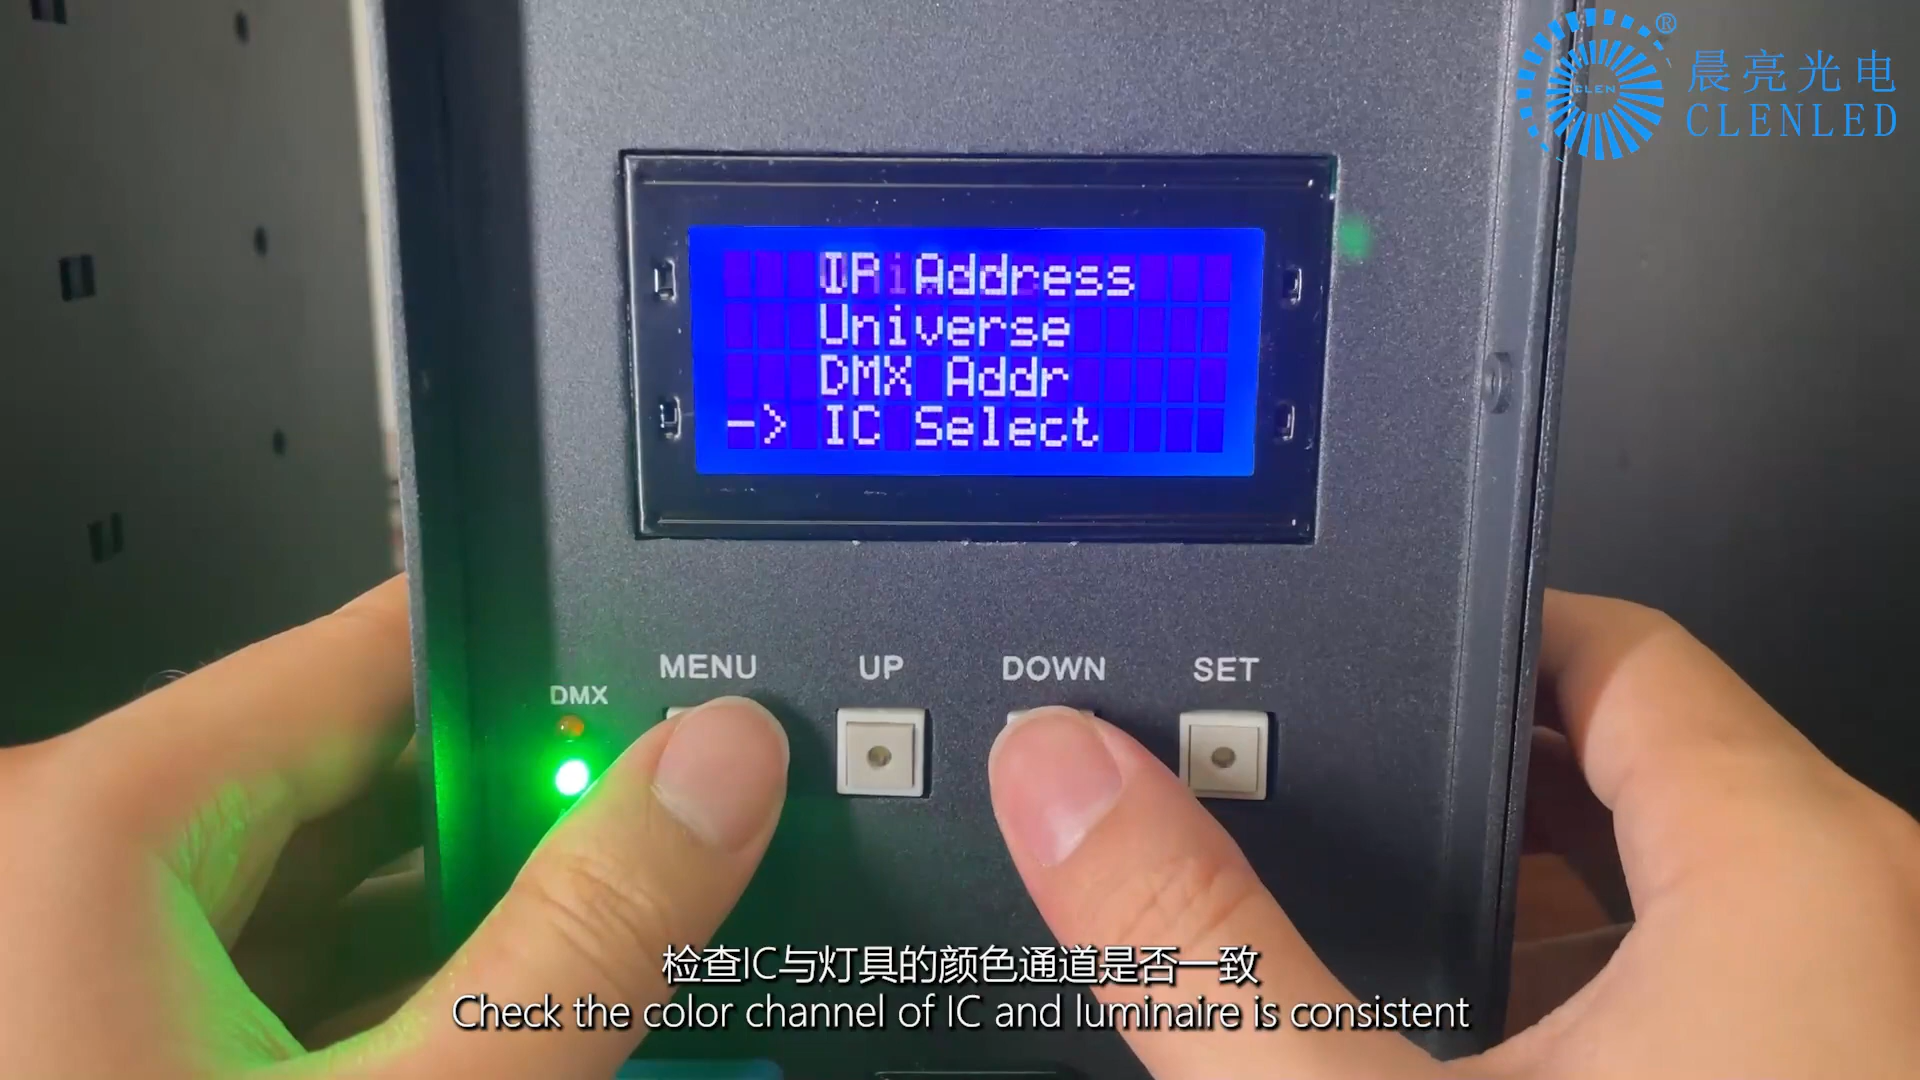 ®
CLEN
晨亮光电
CLENLED
IP Address
Universe
DMX Addr
-> IC Select
MENU
UP
DOWN
SET
DMX
检查IC与灯具的颜色通道是否一致
Check the color channel of IC and luminaire is consistent